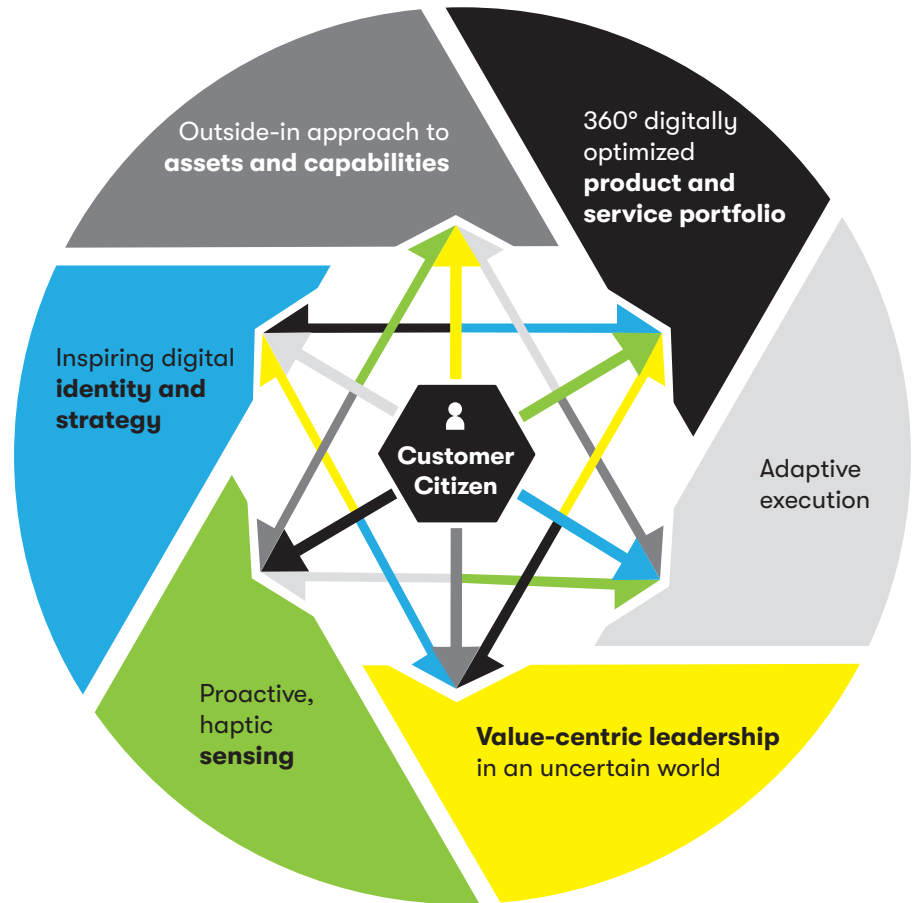 Outside-in approach to
assets and capabilities
360° digitally
optimized
product and
service portfolio
Inspiring digital
identity and
strategy
Customer
Citizen
Adaptive
execution
Proactive,
haptic
sensing
Value-centric leadership
in an uncertain world